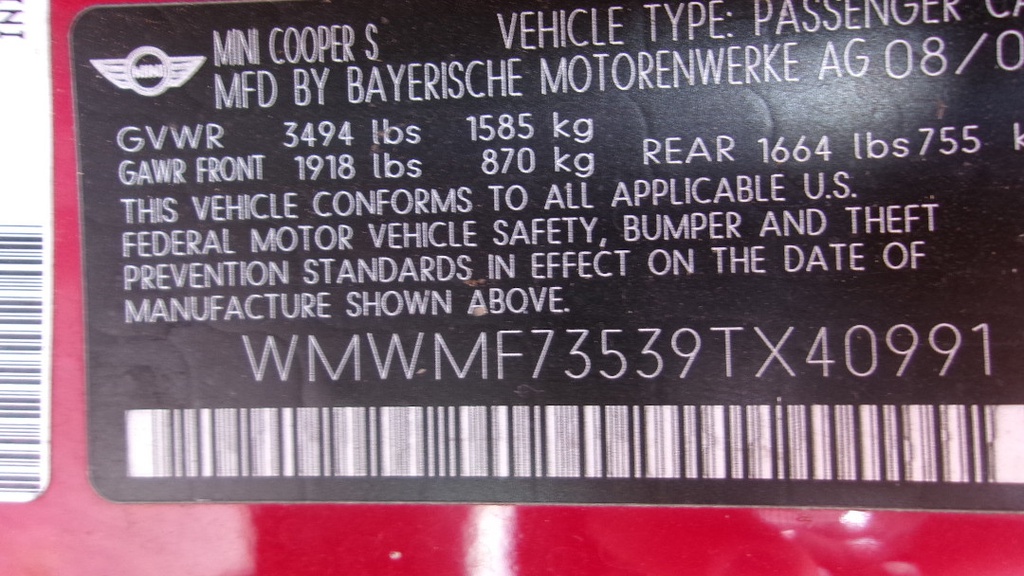 MINI COOPER S VEHICLE TYPE: PASSENGER
MINI MFD BY BAYERISCHE MOTORENWERKE AG 08/0
GVWR 3494 lbs 1585 kg
GAWR FRONT 1918 lbs 870 kg REAR 1664 lbs 755
THIS VEHICLE CONFORMS TO ALL APPLICABLE U.S.
FEDERAL MOTOR VEHICLE SAFETY, BUMPER AND THEFT
PREVENTION STANDARDS IN EFFECT ON THE DATE OF
MANUFACTURE SHOWN ABOVE.
WMWMF73539TX40991